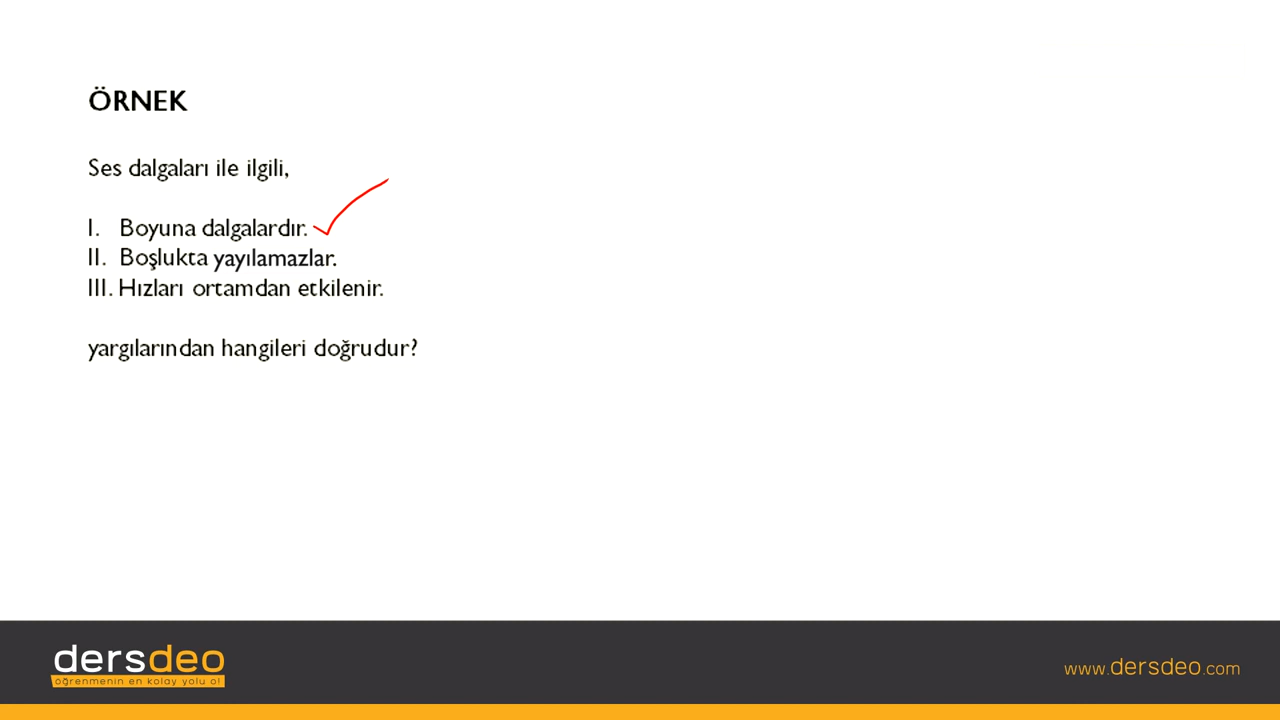 ÖRNEK
Ses dalgaları ile ilgili,
I. Boyuna dalgalardır.
II. Boşlukta yayılamazlar.
III. Hızları ortamdan etkilenir.
yargılarından hangileri doğrudur?
dersdeo
öğrenmenin en kolay yolu o!
www.dersdeo.com